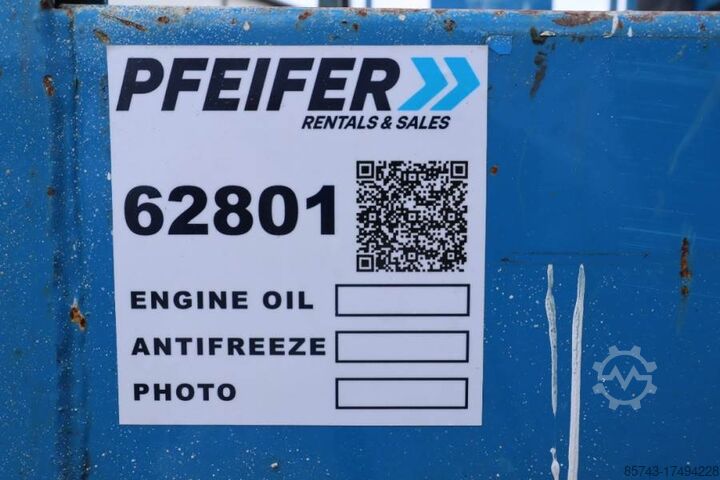 PFEIFER
RENTALS & SALES
62801
ENGINE OIL
ANTIFREEZE
PHOTO
85743-17494228